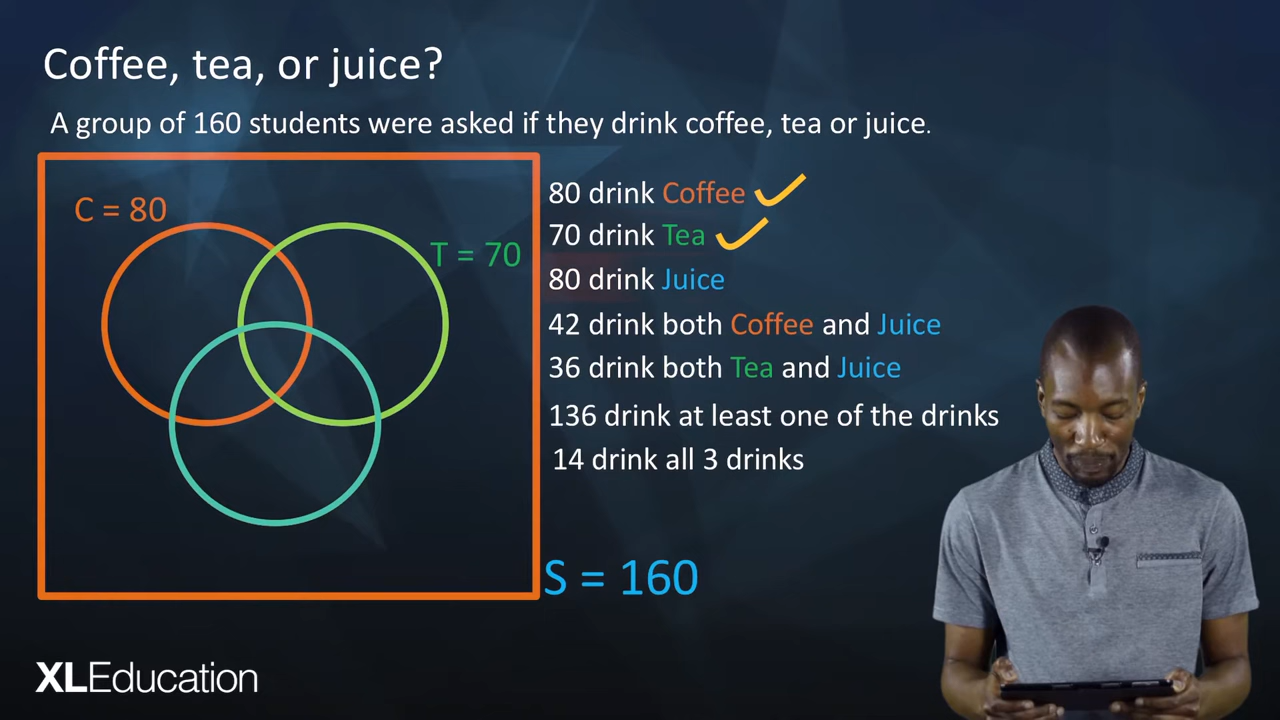 Coffee, tea, or juice?
A group of 160 students were asked if they drink coffee, tea or juice.
C = 80
T = 70
80 drink Coffee
70 drink Tea
80 drink Juice
42 drink both Coffee and Juice
36 drink both Tea and Juice
136 drink at least one of the drinks
14 drink all 3 drinks
S = 160
XLEducation